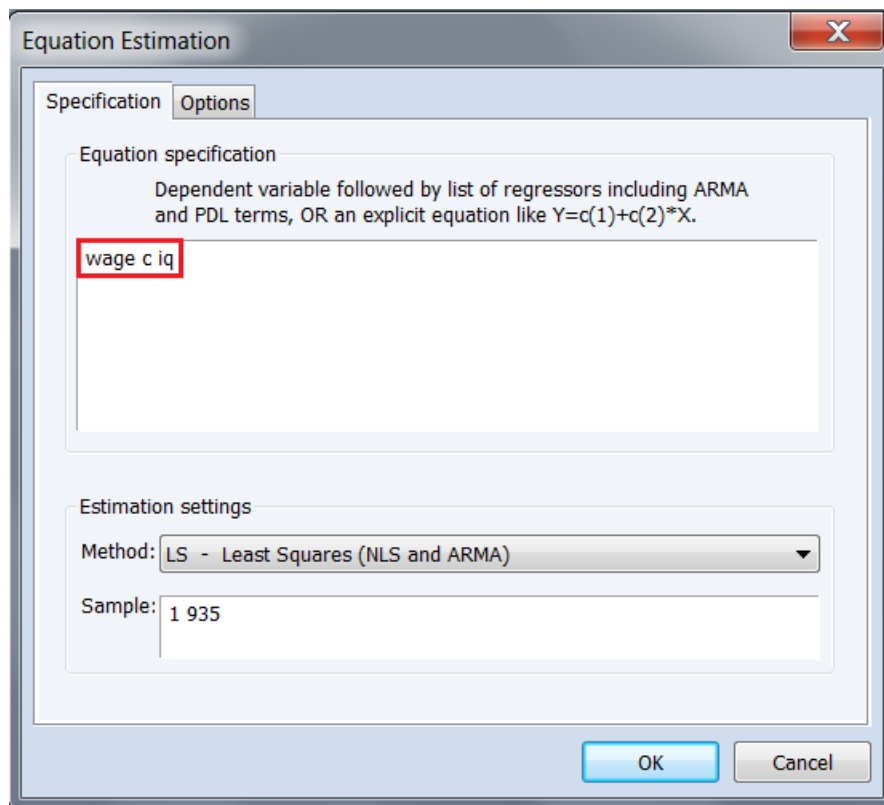 Equation Estimation
Specification
Options
Equation specification
Dependent variable followed by list of regressors including ARMA
and PDL terms, OR an explicit equation like Y=c(1)+c(2)*X.
wage c iq
Estimation settings
Method: LS - Least Squares (NLS and ARMA)
Sample: 1 935
OK
Cancel